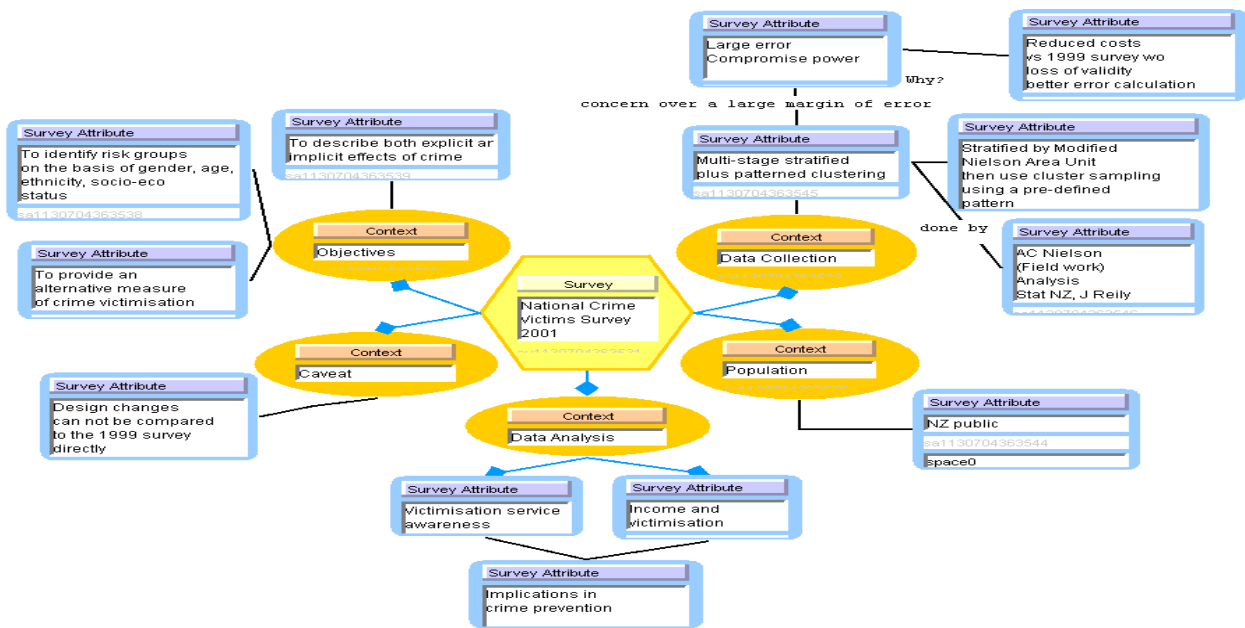 Survey Attribute
Large error
Compromise power
Survey Attribute
Reduced costs
vs 1999 survey wo
loss of validity
better error calculation
Why?
concern over a large margin of error
Survey Attribute
To identify risk groups
on the basis of gender, age,
ethnicity, socio-eco
status
sa1130704363538
Survey Attribute
To describe both explicit ar
implicit effects of crime
sa1130704363539
Survey Attribute
Multi-stage stratified
plus patterned clustering
sa1130704363545
Survey Attribute
Stratified by Modified
Nielson Area Unit
then use cluster sampling
using a pre-defined
pattern
done by
Survey Attribute
AC Nielson
(Field work)
Analysis
Stat NZ, J Reily
Survey Attribute
To provide an
alternative measure
of crime victimisation
Context
Objectives
Context
Data Collection
Survey
National Crime
Victims Survey
2001
Context
Caveat
Context
Population
Survey Attribute
Design changes
can not be compared
to the 1999 survey
directly
Context
Data Analysis
Survey Attribute
NZ public
sa1130704363544
space0
Survey Attribute
Victimisation service
awareness
Survey Attribute
Income and
victimisation
Survey Attribute
Implications in
crime prevention